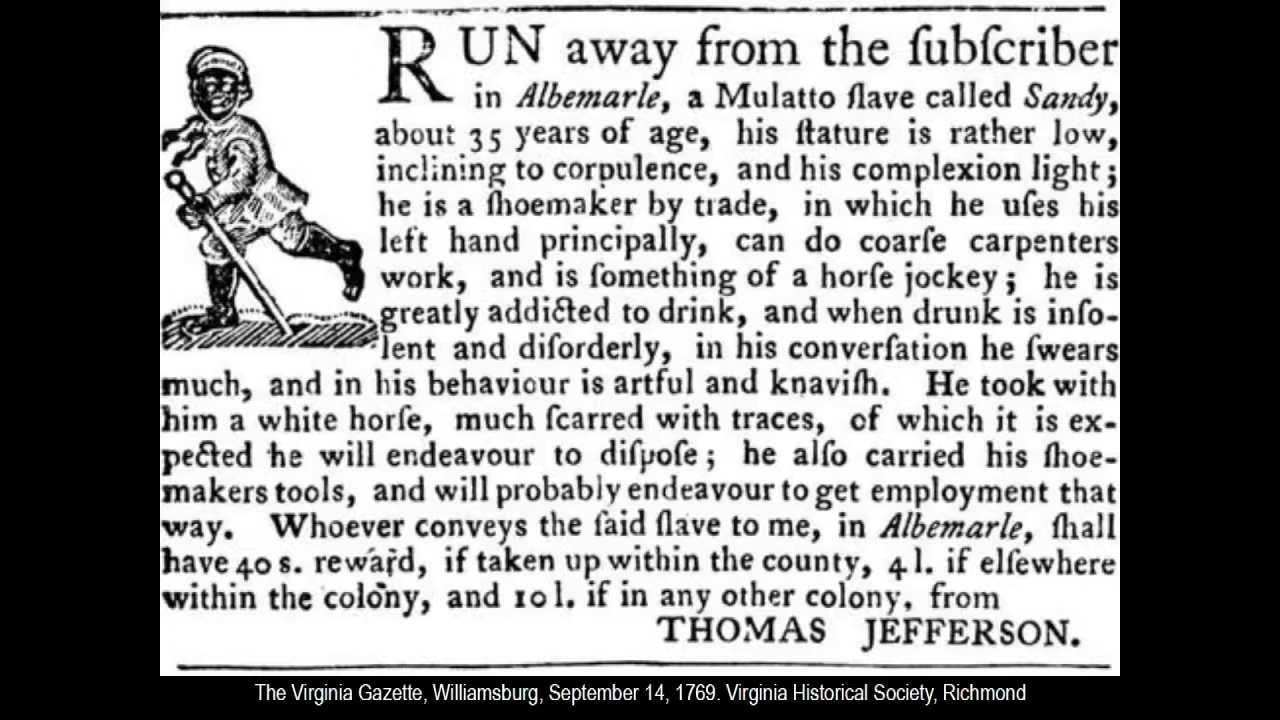 RUN away from the ſubſcriber
in Albemarle, a Mulatto ſlave called Sandy,
about 35 years of age, his ſtature is rather low,
inclining to corpulence, and his complexion light;
he is a ſhoemaker by trade, in which he uſes his
left hand principally, can do coarſe carpenters
work, and is ſomething of a horſe jockey; he is
greatly addicted to drink, and when drunk is inſo-
lent and diſorderly, in his converſation he ſwears
much, and in his behaviour is artful and knaviſh. He took with
him a white horſe, much ſcarred with traces, of which it is ex-
pected he will endeavour to diſpoſe; he alſo carried his ſhoe-
makers tools, and will probably endeavour to get employment that
way. Whoever conveys the ſaid ſlave to me, in Albemarle, ſhall
have 40 s. reward, if taken up within the county, 4 l. if elſewhere
within the colony, and 10 l. if in any other colony, from
THOMAS JEFFERSON.
The Virginia Gazette, Williamsburg, September 14, 1769. Virginia Historical Society, Richmond